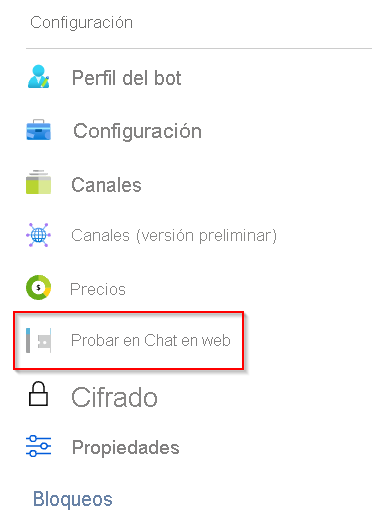 Configuración
Perfil del bot
Configuración
Canales
Canales (versión preliminar)
Precios
Probar en Chat en web
Cifrado
Propiedades
Bloqueos